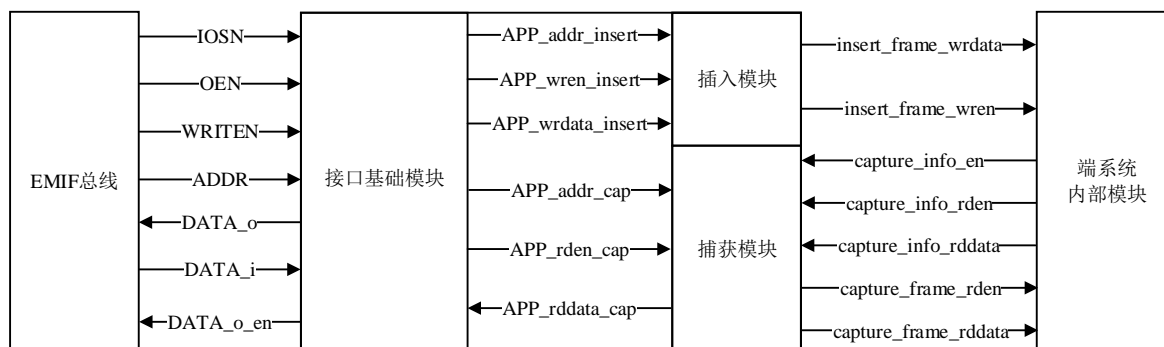 EMIF总线
IOSN
OEN
WRITEN
ADDR
DATA_o
DATA_i
DATA_o_en
接口基础模块
APP_addr_insert
APP_wren_insert
APP_wrdata_insert
APP_addr_cap
APP_rden_cap
APP_rddata_cap
插入模块
捕获模块
insert_frame_wrdata
insert_frame_wren
capture_info_en
capture_info_rden
capture_info_rddata
capture_frame_rden
capture_frame_rddata
端系统
内部模块